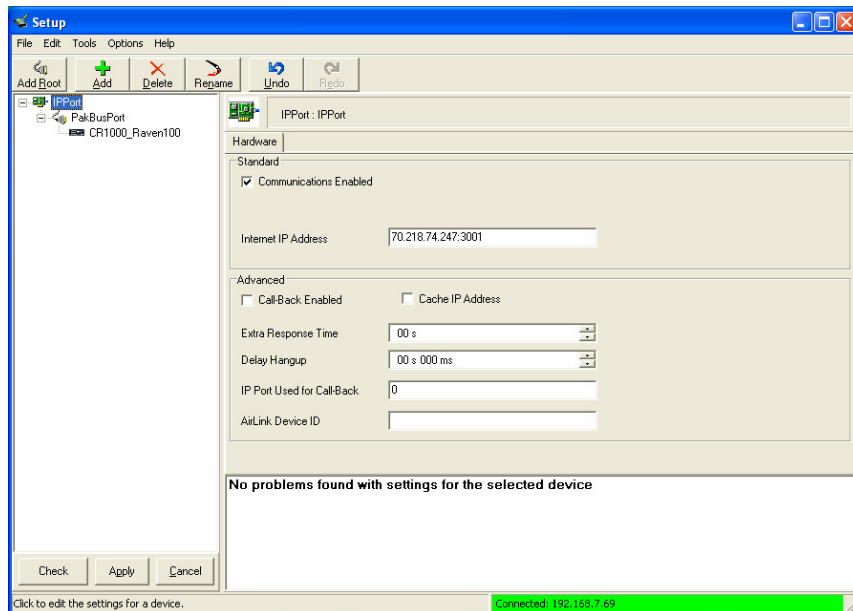 Setup
File Edit Tools Options Help
Add Root Add Delete Rename Undo Redo
IPPort
PakBusPort
CR1000_Raven100
IPPort : IPPort
Hardware
Standard
Communications Enabled
Internet IP Address 70.218.74.247:3001
Advanced
Call-Back Enabled Cache IP Address
Extra Response Time 00 s
Delay Hangup 00 s 000 ms
IP Port Used for Call-Back 0
AirLink Device ID
No problems found with settings for the selected device
Check Apply Cancel
Click to edit the settings for a device. Connected: 192.168.7.69